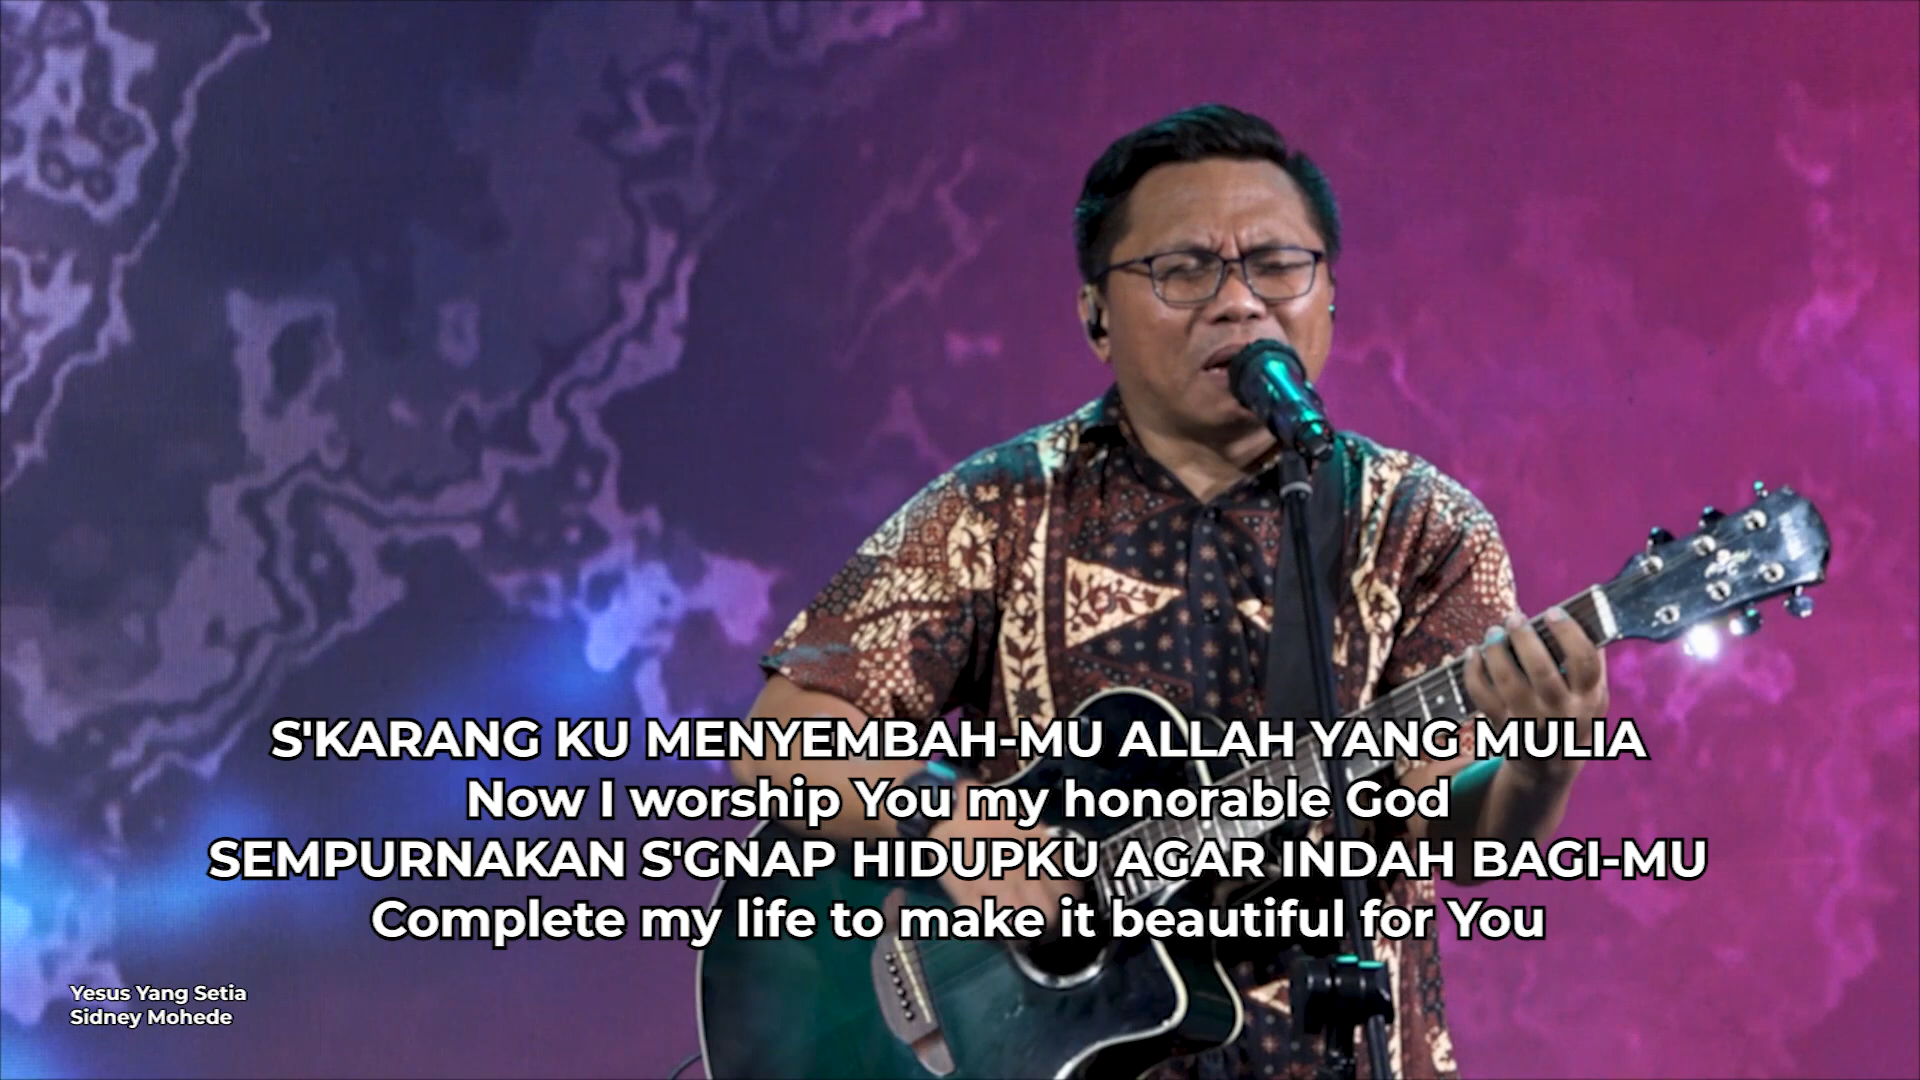 S'KARANG KU MENYEMBAH-MU ALLAH YANG MULIA
Now I worship You my honorable God
SEMPURNAKAN S'GNAP HIDUPKU AGAR INDAH BAGI-MU
Complete my life to make it beautiful for You
Yesus Yang Setia
Sidney Mohede